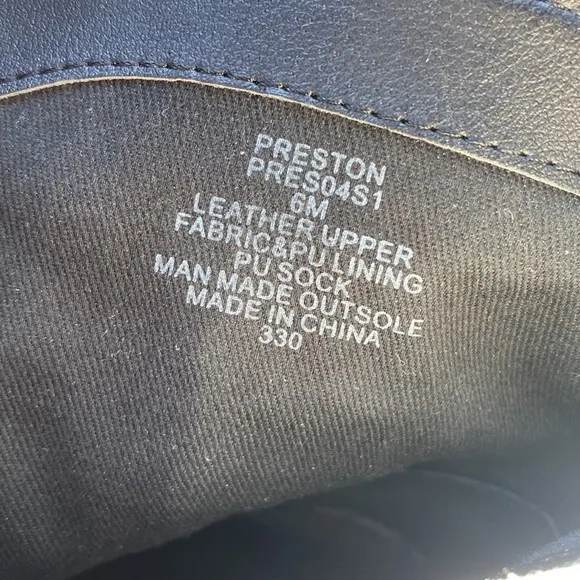 PRESTON
PRES04S1
6M
LEATHER UPPER
FABRIC&PU LINING
PU SOCK
MAN MADE OUTSOLE
MADE IN CHINA
330